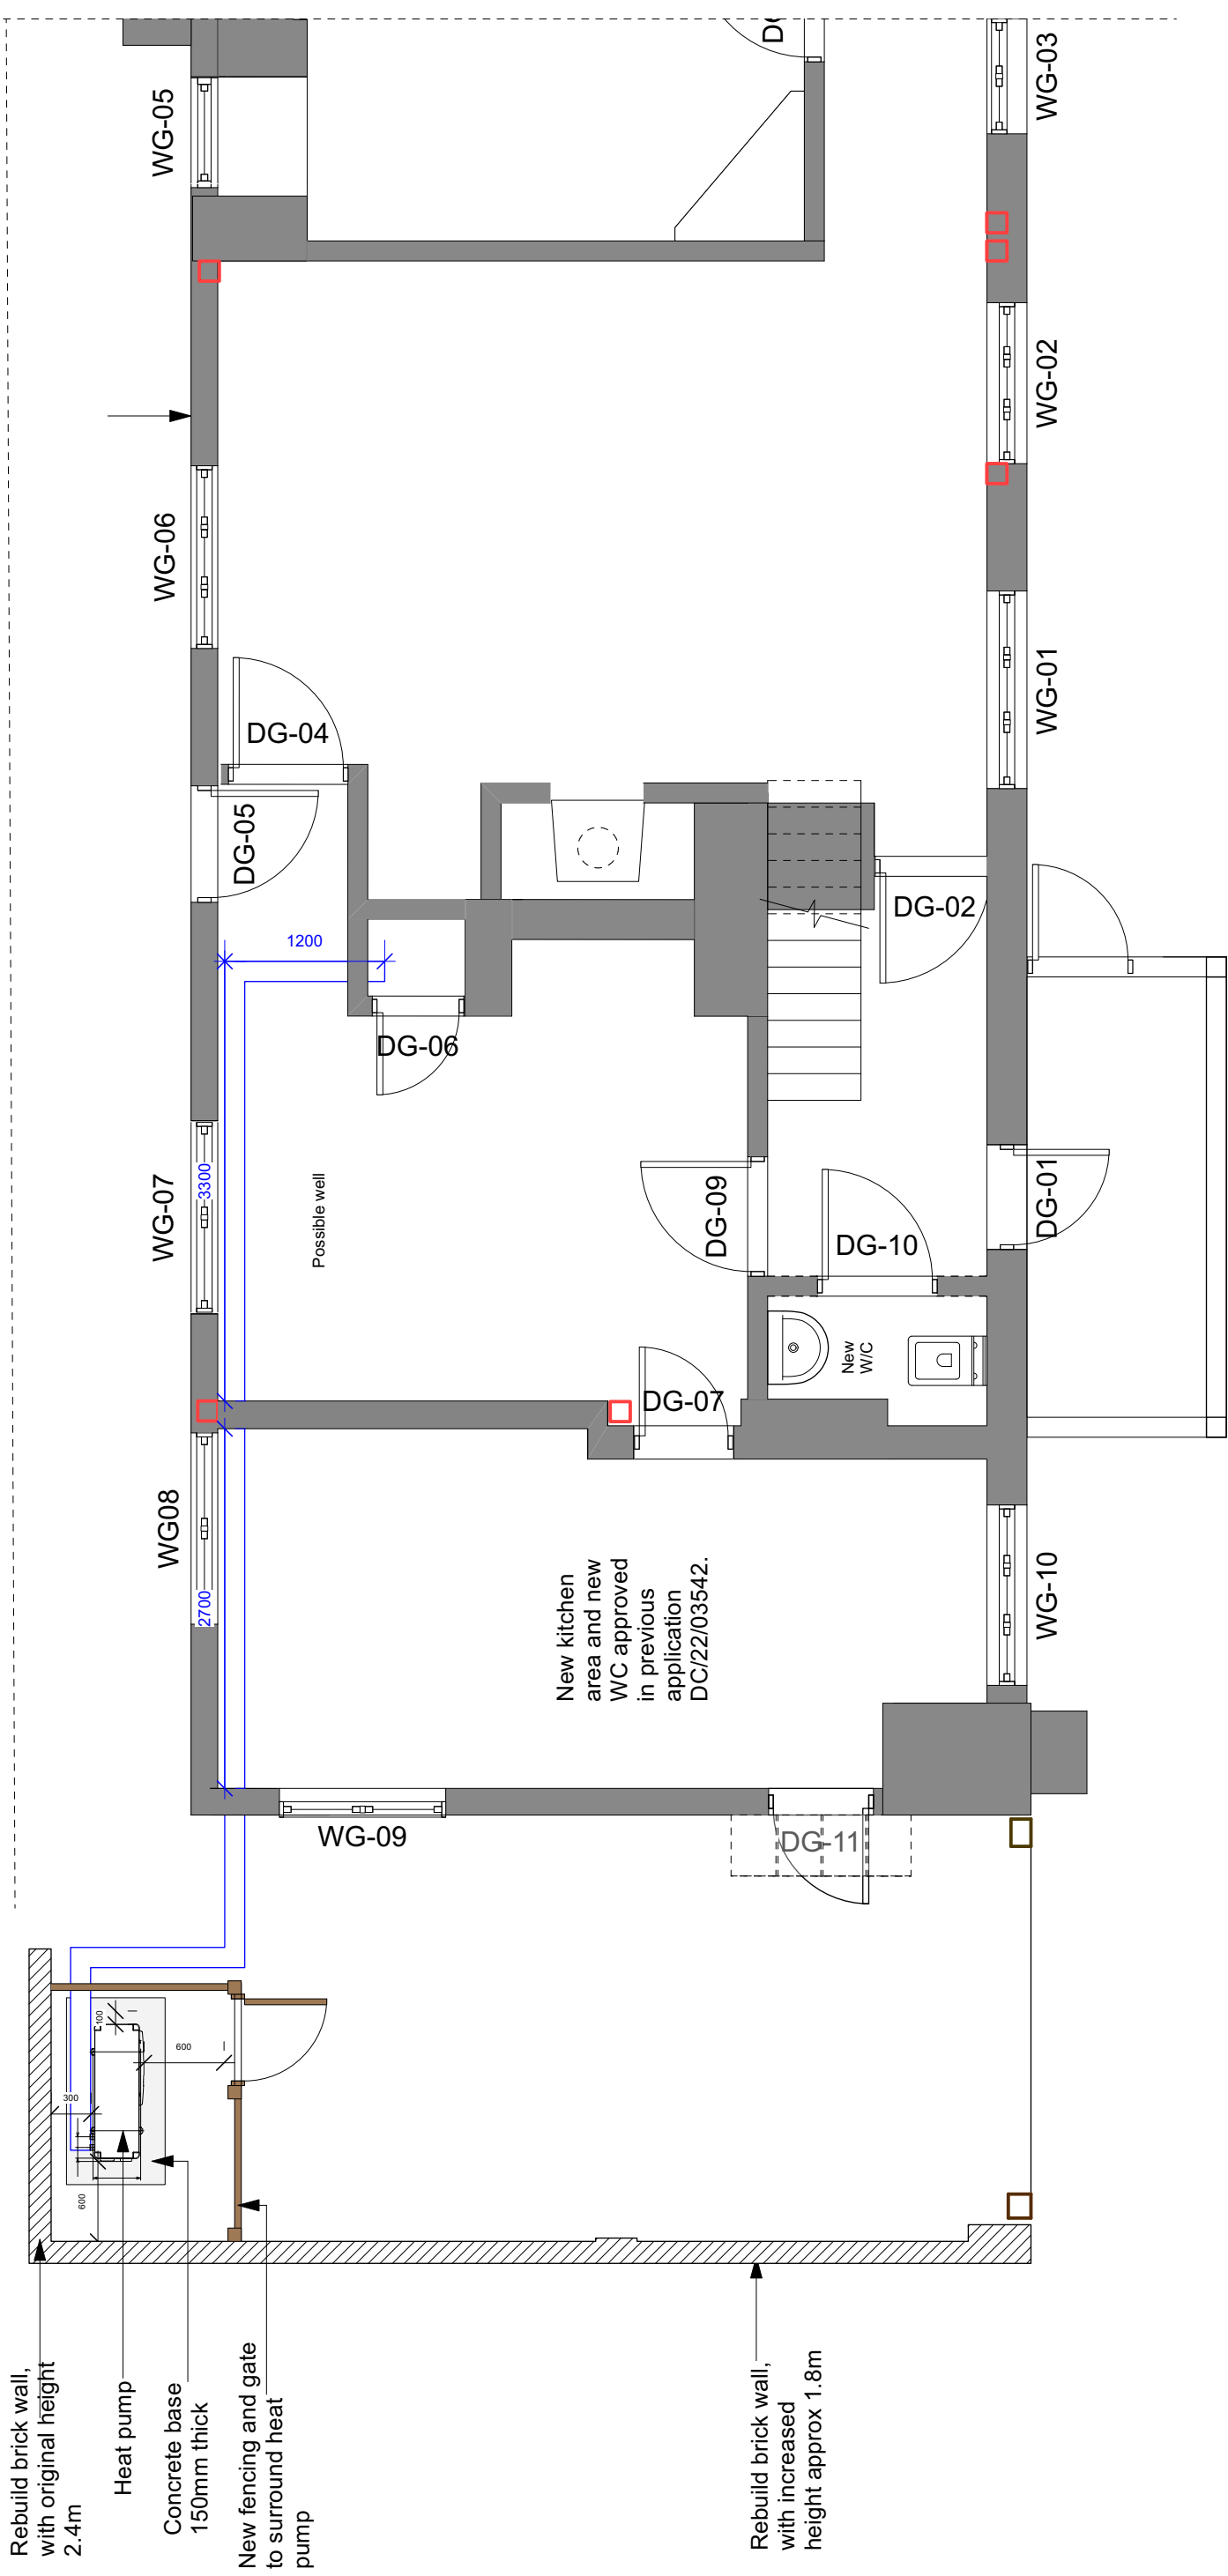 WG-05
DG
WG-03
WG-02
WG-06
WG-01
DG-04
DG-05
DG-02
1200
DG-06
WG-07
3300
Possible well
DG-09
DG-10
DG-01
New
W/C
DG-07
WG08
2700
New kitchen
area and new
WC approved
in previous
application
DC/22/03542.
WG-10
WG-09
DG-11
100
600
300
600
Rebuild brick wall,
with original height
2.4m
Heat pump
Concrete base
150mm thick
New fencing and gate
to surround heat
pump
Rebuild brick wall,
with increased
height approx 1.8m